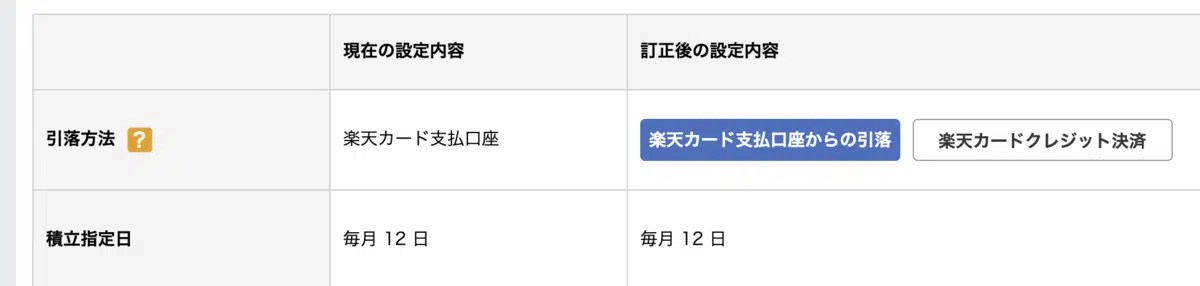 現在の設定内容 訂正後の設定内容
引落方法 ? 楽天カード支払口座 楽天カード支払口座からの引落 楽天カードクレジット決済
積立指定日 毎月 12 日 毎月 12 日